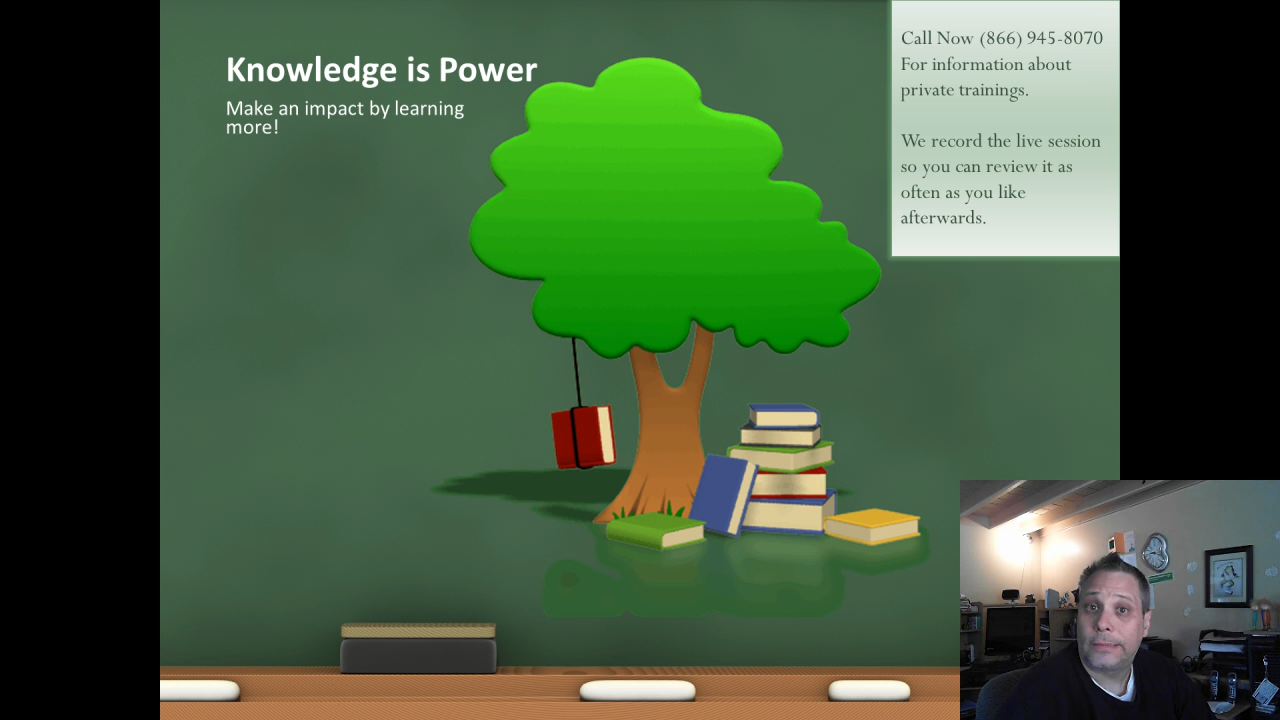 Knowledge is Power
Make an impact by learning
more!
Call Now (866) 945-8070
For information about
private trainings.
We record the live session
so you can review it as
often as you like
afterwards.